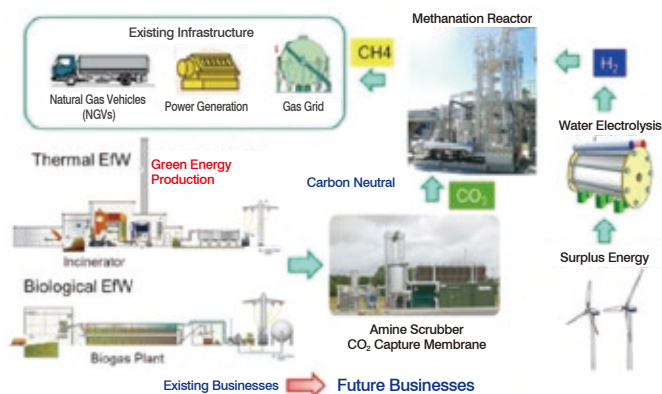 Existing Infrastructure
Natural Gas Vehicles
(NGVs)
Power Generation
Gas Grid
CH4
Methanation Reactor
H₂
Water Electrolysis
Thermal EfW
Green Energy
Production
Carbon Neutral
CO₂
Incinerator
Surplus Energy
Biological EfW
Biogas Plant
Amine Scrubber
CO₂ Capture Membrane
Existing Businesses
Future Businesses